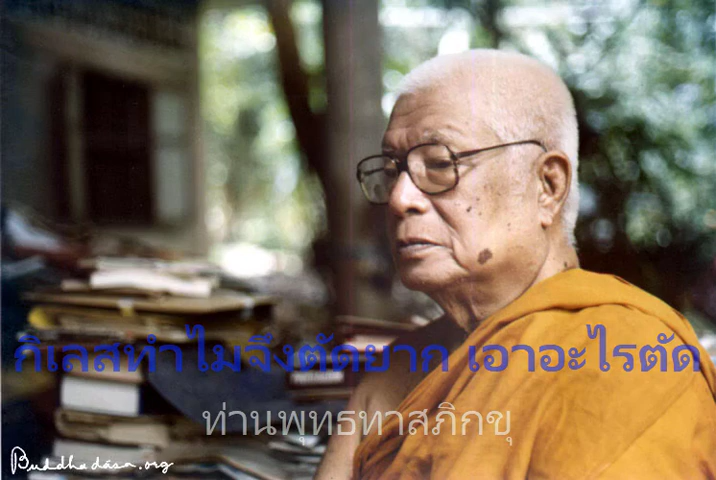 กิเลสทำไมจึงตัดยาก เอาอะไรตัด
ท่านพุทธทาสภิกขุ
Buddhadāsa.org